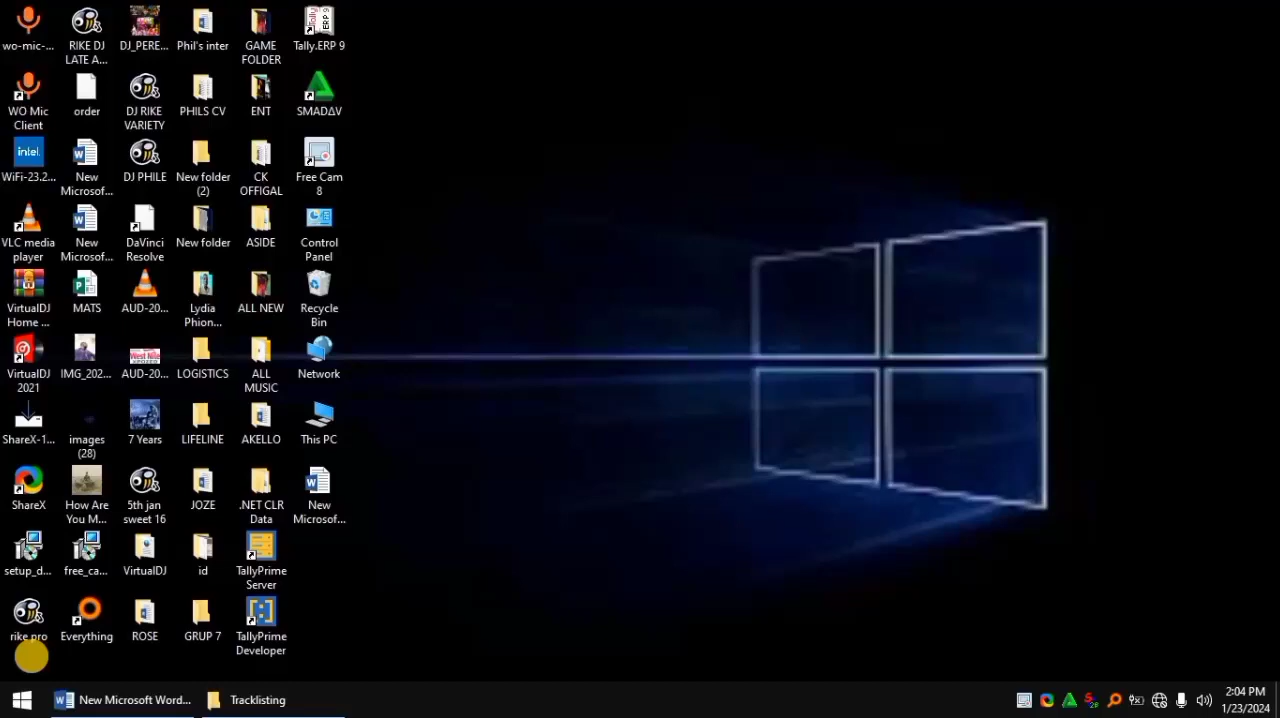 wo-mic-...
RIKE DJ
LATE A...
DJ_PERE...
Phil's inter
GAME
FOLDER
Tally.ERP 9
WO Mic
Client
order
DJ RIKE
VARIETY
PHILS CV
ENT
SMADΔV
intel.
WiFi-23.2...
New
Microsof...
DJ PHILE
New folder
(2)
CK
OFFIGAL
Free Cam
8
VLC media
player
New
Microsof...
DaVinci
Resolve
New folder
ASIDE
Control
Panel
VirtualDJ
Home ...
MATS
AUD-20...
Lydia
Phion...
ALL NEW
Recycle
Bin
VirtualDJ
2021
IMG_202...
West Nile
AUD-20...
LOGISTICS
ALL
MUSIC
Network
ShareX-1...
images
(28)
7 Years
LIFELINE
AKELLO
This PC
ShareX
How Are
You M...
5th jan
sweet 16
JOZE
.NET CLR
Data
New
Microsof...
setup_d...
free_ca...
VirtualDJ
id
TallyPrime
Server
rike pro
Everything
ROSE
GRUP 7
TallyPrime
Developer
New Microsoft Word...
Tracklisting
2:04 PM
1/23/2024